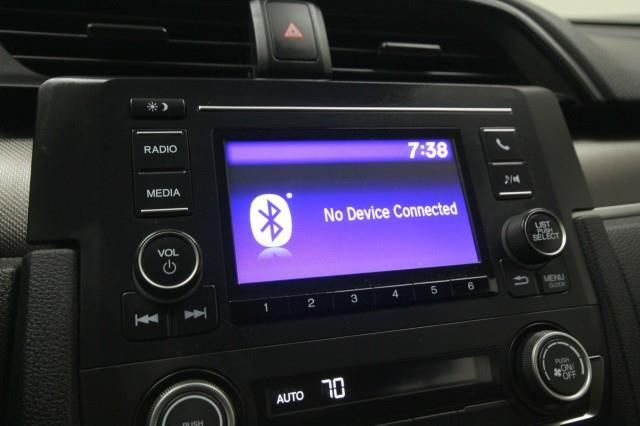 RADIO
MEDIA
VOL
7:38
No Device Connected
LIST
PUSH
SELECT
MENU
CLOCK
1 2 3 4 5 6
AUTO 70
PUSH
PUSH
ON/
OFF